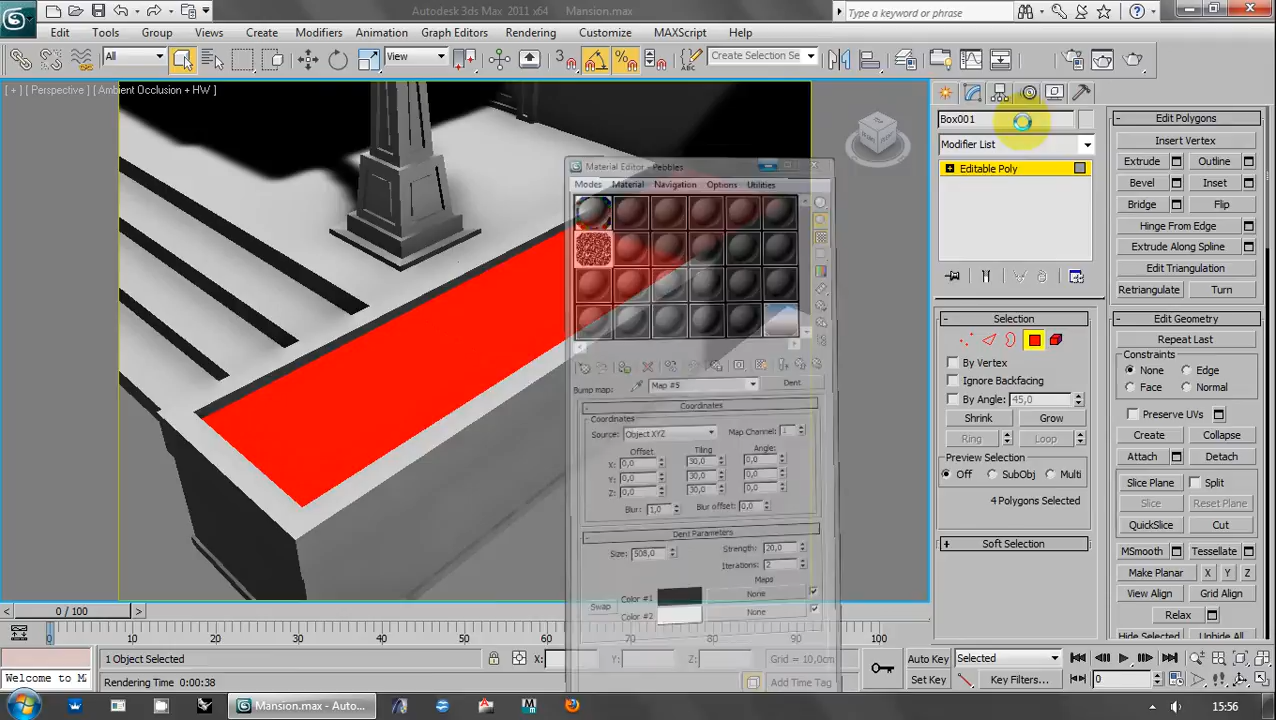 Autodesk 3ds Max 2011 x64 Mansion.max
Type a keyword or phrase
Edit Tools Group Views Create Modifiers Animation Graph Editors Rendering Customize MAXScript Help
All View 3 Create Selection Se
[ + ] [ Perspective ] [ Ambient Occlusion + HW ]
Box001
Modifier List
Editable Poly
Selection
By Vertex
Ignore Backfacing
By Angle: 45,0
Shrink Grow
Ring Loop
Preview Selection
Off SubObj Multi
4 Polygons Selected
Soft Selection
Edit Polygons
Insert Vertex
Extrude Outline
Bevel Inset
Bridge Flip
Hinge From Edge
Extrude Along Spline
Edit Triangulation
Retriangulate Turn
Edit Geometry
Repeat Last
Constraints
None Edge
Face Normal
Preserve UVs
Create Collapse
Attach Detach
Slice Plane Split
Slice Reset Plane
QuickSlice Cut
MSmooth Tessellate
Make Planar X Y Z
View Align Grid Align
Relax
Hide Selected Unhide All
Material Editor - Pebbles
Modes Material Navigation Options Utilities
Bump map: Map #5 Dent
Coordinates
Coordinates
Source: Object XYZ Map Channel: 1
Offset Tiling Angle:
X: 0,0 30,0 0,0
Y: 0,0 30,0 0,0
Z: 0,0 30,0 0,0
Blur: 1,0 Blur offset: 0,0
Dent Parameters
Size: 508,0 Strength: 20,0
Iterations: 2
Maps
Swap Color #1 None
Color #2 None
0 / 100
0 10 20 30 40 50 60 70 80 90 100
1 Object Selected X: Y: Z: Grid = 10,0cm
Welcome to M
Rendering Time 0:00:38
Add Time Tag
Auto Key Selected
Set Key Key Filters... 0
Mansion.max - Auto...
15:56